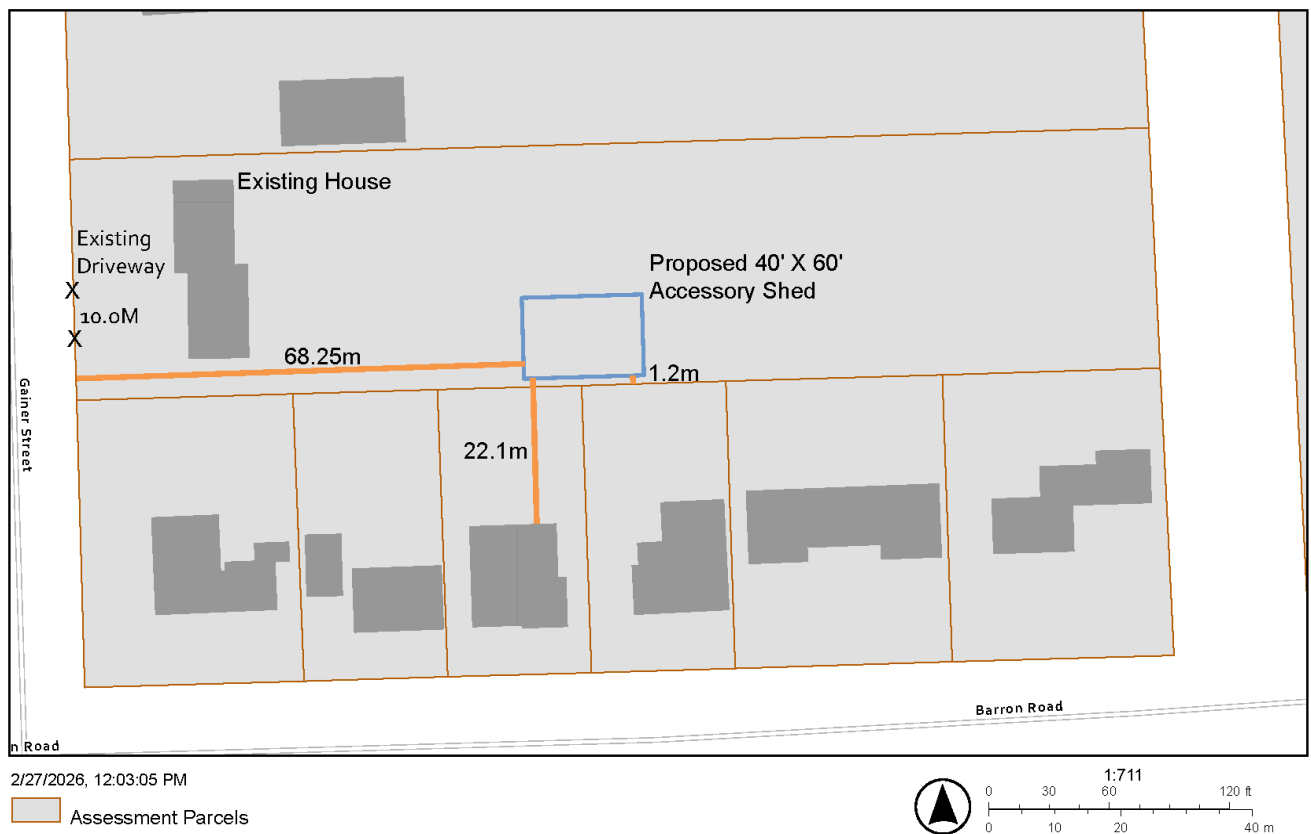 Existing House
Existing
Driveway
X
10.0M
X
Proposed 40' X 60'
Accessory Shed
68.25m
1.2m
22.1m
Gainer Street
Barron Road
n Road
2/27/2026, 12:03:05 PM
Assessment Parcels
1:711
0 30 60 120 ft
0 10 20 40 m